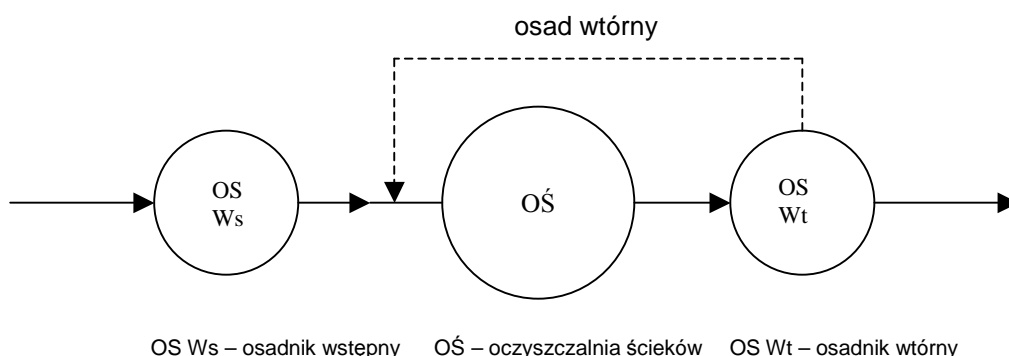 osad wtórny
OS
Ws
OŚ
OS
Wt
OS Ws – osadnik wstępny OŚ – oczyszczalnia ścieków OS Wt – osadnik wtórny